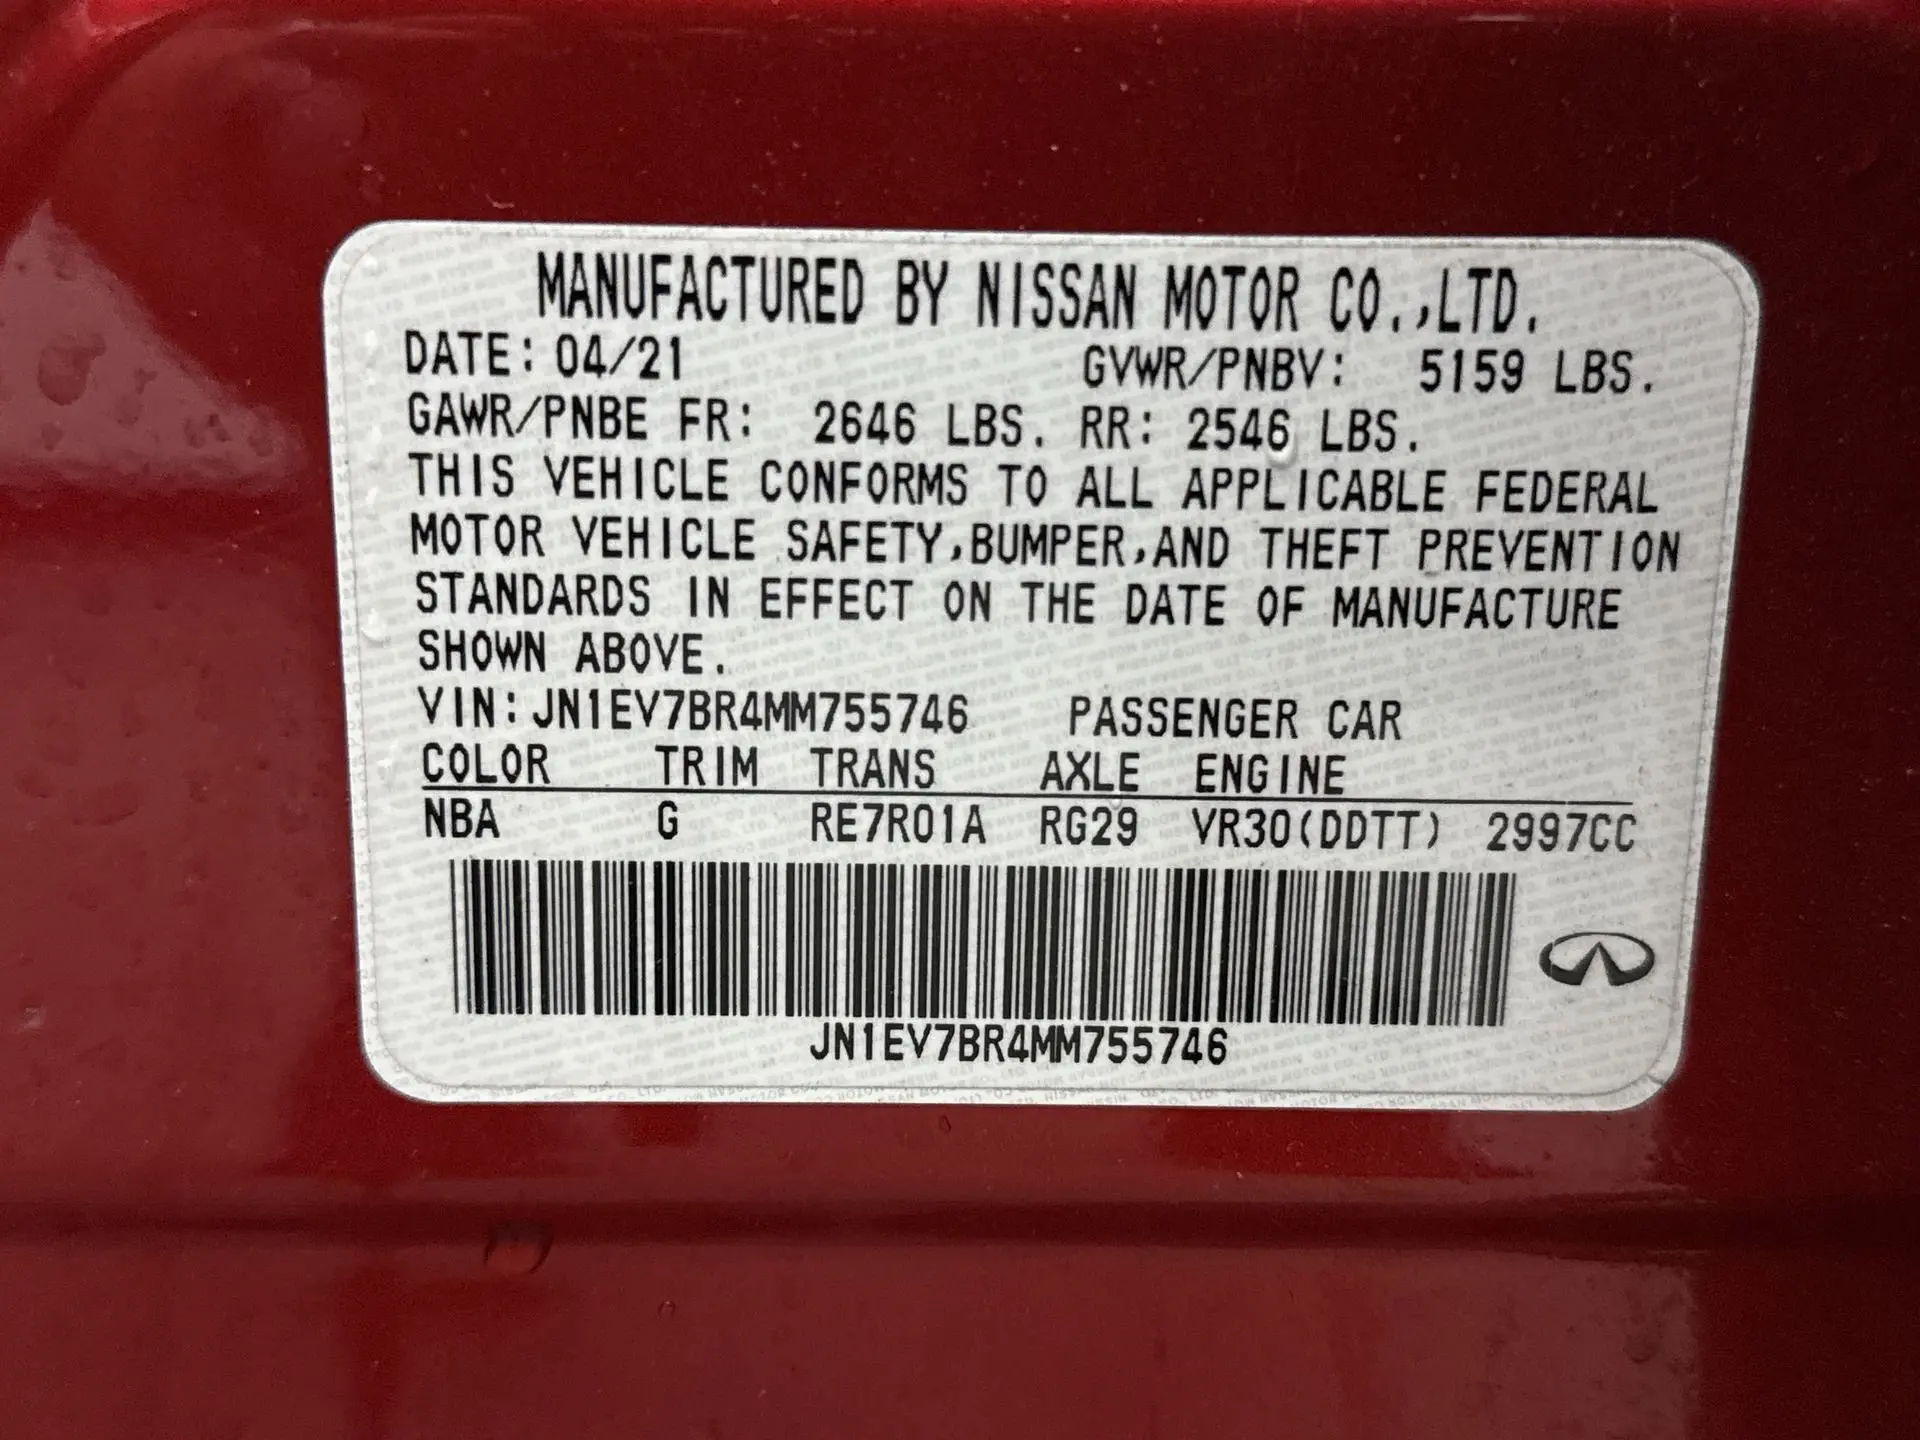 MANUFACTURED BY NISSAN MOTOR CO.,LTD.
DATE: 04/21 GVWR/PNBV: 5159 LBS.
GAWR/PNBE FR: 2646 LBS. RR: 2546 LBS.
THIS VEHICLE CONFORMS TO ALL APPLICABLE FEDERAL
MOTOR VEHICLE SAFETY,BUMPER,AND THEFT PREVENTION
STANDARDS IN EFFECT ON THE DATE OF MANUFACTURE
SHOWN ABOVE.
VIN:JN1EV7BR4MM755746 PASSENGER CAR
COLOR TRIM TRANS AXLE ENGINE
NBA G RE7R01A RG29 VR30(DDTT) 2997CC
JN1EV7BR4MM755746